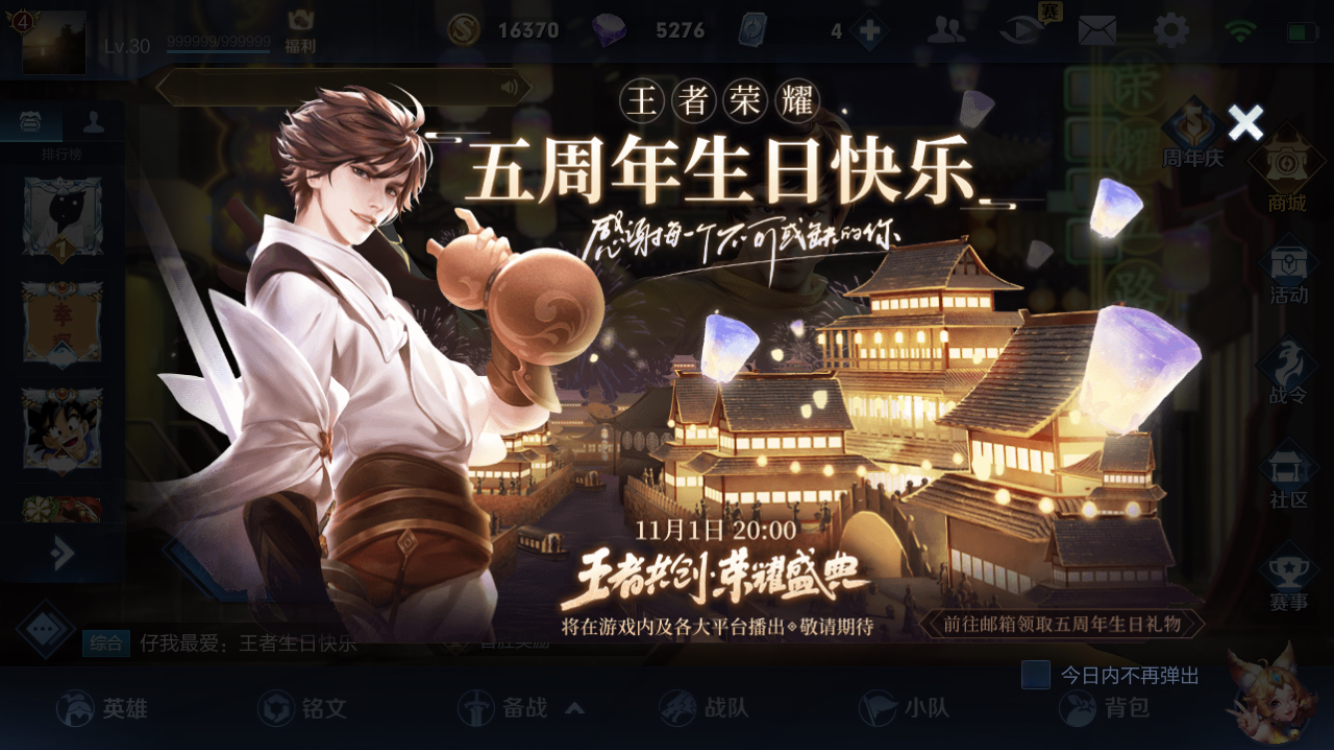 4
Lv.30
999999/999999
福利
16370
5276
4
赛
排行榜
1
王者荣耀
五周年生日快乐
感谢每一个不可或缺的你
周年庆
商城
活动
战令
社区
赛事
11月1日 20:00
王者共创·荣耀盛典
将在游戏内及各大平台播出◆敬请期待
前往邮箱领取五周年生日礼物
综合 仔我最爱：王者生日快乐
今日内不再弹出
英雄
铭文
备战
战队
小队
背包